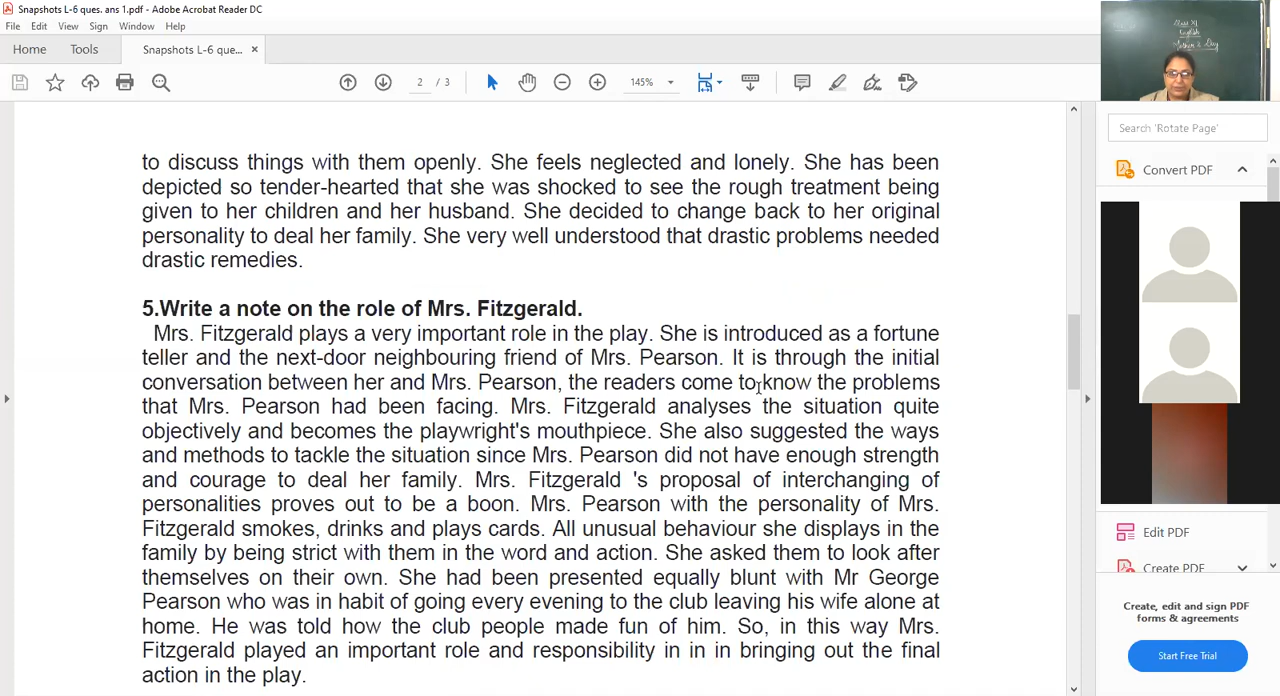 Snapshots L-6 ques. ans 1.pdf - Adobe Acrobat Reader DC
File Edit View Sign Window Help
Home Tools Snapshots L-6 que... ×
2 / 3 145%
Class XI
English
Mother's Day
Search 'Rotate Page'
Convert PDF
to discuss things with them openly. She feels neglected and lonely. She has been
depicted so tender-hearted that she was shocked to see the rough treatment being
given to her children and her husband. She decided to change back to her original
personality to deal her family. She very well understood that drastic problems needed
drastic remedies.
5.Write a note on the role of Mrs. Fitzgerald.
Mrs. Fitzgerald plays a very important role in the play. She is introduced as a fortune
teller and the next-door neighbouring friend of Mrs. Pearson. It is through the initial
conversation between her and Mrs. Pearson, the readers come to know the problems
that Mrs. Pearson had been facing. Mrs. Fitzgerald analyses the situation quite
objectively and becomes the playwright's mouthpiece. She also suggested the ways
and methods to tackle the situation since Mrs. Pearson did not have enough strength
and courage to deal her family. Mrs. Fitzgerald 's proposal of interchanging of
personalities proves out to be a boon. Mrs. Pearson with the personality of Mrs.
Fitzgerald smokes, drinks and plays cards. All unusual behaviour she displays in the
family by being strict with them in the word and action. She asked them to look after
themselves on their own. She had been presented equally blunt with Mr George
Pearson who was in habit of going every evening to the club leaving his wife alone at
home. He was told how the club people made fun of him. So, in this way Mrs.
Fitzgerald played an important role and responsibility in in in bringing out the final
action in the play.
Edit PDF
Create PDF
Create, edit and sign PDF
forms & agreements
Start Free Trial